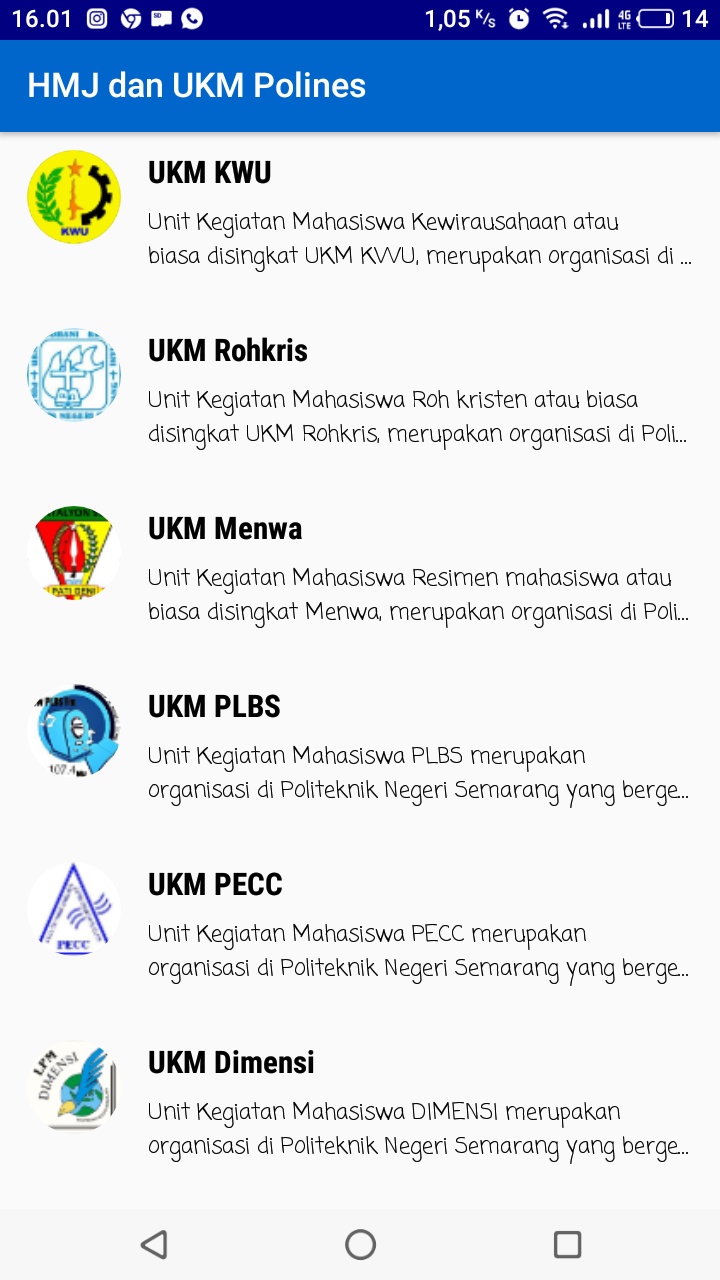 16.01
1,05 K/s
4G
LTE
14
HMJ dan UKM Polines
KWU
UKM KWU
Unit Kegiatan Mahasiswa Kewirausahaan atau
biasa disingkat UKM KWU, merupakan organisasi di ...
UKM Rohkris
Unit Kegiatan Mahasiswa Roh kristen atau biasa
disingkat UKM Rohkris, merupakan organisasi di Poli...
PATI GENI
UKM Menwa
Unit Kegiatan Mahasiswa Resimen mahasiswa atau
biasa disingkat Menwa, merupakan organisasi di Poli...
107.4
UKM PLBS
Unit Kegiatan Mahasiswa PLBS merupakan
organisasi di Politeknik Negeri Semarang yang berge...
PECC
UKM PECC
Unit Kegiatan Mahasiswa PECC merupakan
organisasi di Politeknik Negeri Semarang yang berge...
LPM
DIMENSI
UKM Dimensi
Unit Kegiatan Mahasiswa DIMENSI merupakan
organisasi di Politeknik Negeri Semarang yang berge...